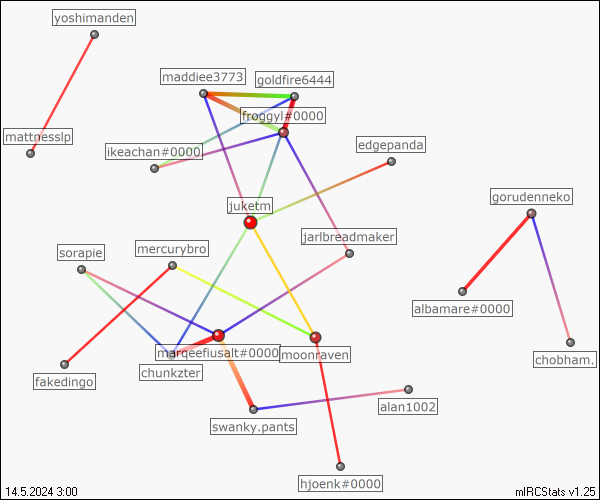 yoshimanden
maddiee3773
goldfire6444
froggyl#0000
mattnesslp
ikeachan#0000
edgepanda
gorudenneko
juketm
jarlbreadmaker
sorapie
mercurybro
albamare#0000
marqeefiusalt#0000
moonraven
chobham.
chunkzter
fakedingo
alan1002
swanky.pants
hjoenk#0000
14.5.2024 3:00
mIRCStats v1.25